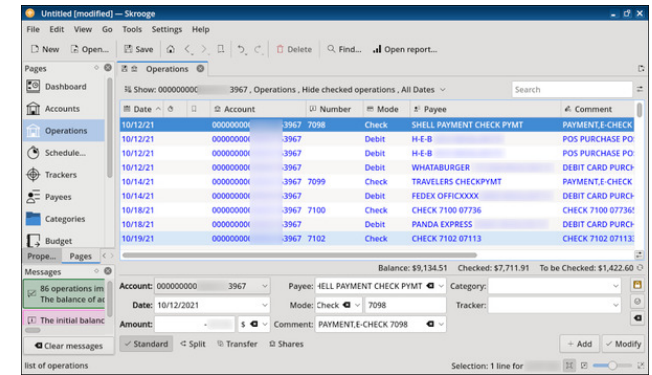 Untitled [modified] — Skrooge
File Edit View Go Tools Settings Help
New Open... Save Delete Find... Open report...
Pages Operations
Dashboard
Accounts
Operations
Schedule...
Trackers
Payees
Categories
Budget
Prope... Pages
Show: 000000000 3967 , Operations , Hide checked operations , All Dates Search
Date Account Number Mode Payee Comment
10/12/21 000000000 -3967 7098 Check SHELL PAYMENT CHECK PYMT PAYMENT,E-CHECK
10/12/21 000000000 -3967 Debit H-E-B POS PURCHASE PO
10/12/21 000000000 -3967 Debit H-E-B POS PURCHASE PO
10/12/21 000000000 -3967 Debit WHATABURGER DEBIT CARD PURCH
10/14/21 000000000 -3967 7099 Check TRAVELERS CHECKPYMT PAYMENT,E-CHECK
10/14/21 000000000 -3967 Debit FEDEX OFFICXXXX DEBIT CARD PURCH
10/18/21 000000000 -3967 7100 Check CHECK 7100 07736 CHECK 7100 07736
10/18/21 000000000 -3967 Debit PANDA EXPRESS DEBIT CARD PURCH
10/19/21 000000000 -3967 7102 Check CHECK 7102 07113 CHECK 7102 07113
Balance: $9,134.51 Checked: $7,711.91 To be Checked: $1,422.60
Messages
86 operations im
The balance of ac
The initial balanc
Clear messages
Account: 000000000 3967 Payee: HELL PAYMENT CHECK PYMT Category:
Date: 10/12/2021 Mode: Check 7098 Tracker:
Amount: - $ Comment: PAYMENT,E-CHECK 7098
Standard Split Transfer Shares Add Modify
list of operations Selection: 1 line for